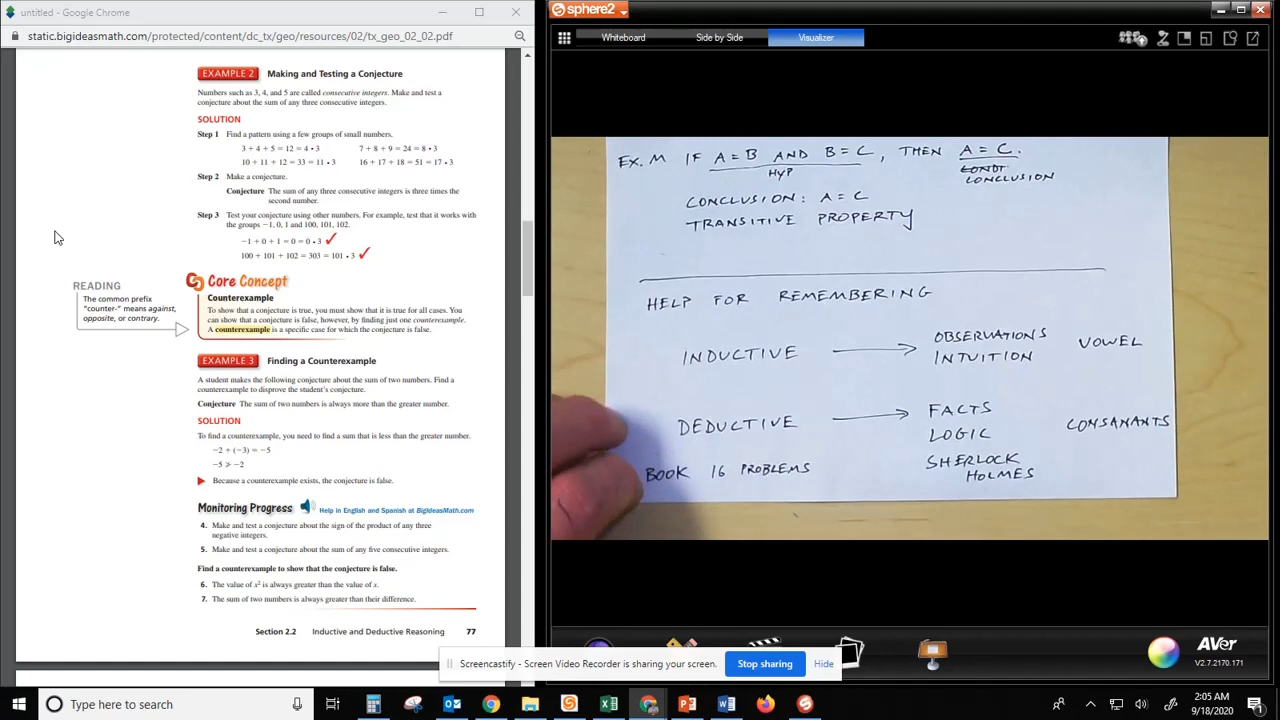 untitled - Google Chrome
static.bigideasmath.com/protected/content/dc_tx/geo/resources/02/tx_geo_02_02.pdf
EXAMPLE 2 Making and Testing a Conjecture
Numbers such as 3, 4, and 5 are called consecutive integers. Make and test a
conjecture about the sum of any three consecutive integers.
SOLUTION
Step 1 Find a pattern using a few groups of small numbers.
3 + 4 + 5 = 12 = 4 • 3 7 + 8 + 9 = 24 = 8 • 3
10 + 11 + 12 = 33 = 11 • 3 16 + 17 + 18 = 51 = 17 • 3
Step 2 Make a conjecture.
Conjecture The sum of any three consecutive integers is three times the
second number.
Step 3 Test your conjecture using other numbers. For example, test that it works with
the groups −1, 0, 1 and 100, 101, 102.
−1 + 0 + 1 = 0 = 0 • 3 ✓
100 + 101 + 102 = 303 = 101 • 3 ✓
READING
The common prefix
"counter-" means against,
opposite, or contrary.
Core Concept
Counterexample
To show that a conjecture is true, you must show that it is true for all cases. You
can show that a conjecture is false, however, by finding just one counterexample.
A counterexample is a specific case for which the conjecture is false.
EXAMPLE 3 Finding a Counterexample
A student makes the following conjecture about the sum of two numbers. Find a
counterexample to disprove the student's conjecture.
Conjecture The sum of two numbers is always more than the greater number.
SOLUTION
To find a counterexample, you need to find a sum that is less than the greater number.
−2 + (−3) = −5
−5 ≯ −2
Because a counterexample exists, the conjecture is false.
Monitoring Progress Help in English and Spanish at BigIdeasMath.com
4. Make and test a conjecture about the sign of the product of any three
negative integers.
5. Make and test a conjecture about the sum of any five consecutive integers.
Find a counterexample to show that the conjecture is false.
6. The value of x² is always greater than the value of x.
7. The sum of two numbers is always greater than their difference.
Section 2.2 Inductive and Deductive Reasoning 77
sphere2
Whiteboard Side by Side Visualizer
EX. M IF A = B AND B = C, THEN A = C.
HYP CONCLUSION
CONCLUSION: A = C
TRANSITIVE PROPERTY
HELP FOR REMEMBERING
INDUCTIVE → OBSERVATIONS
INTUITION VOWEL
DEDUCTIVE → FACTS
LOGIC
SHERLOCK
HOLMES
CONSANANTS
BOOK 16 PROBLEMS
AVer
V2.7.2170.171
Screencastify - Screen Video Recorder is sharing your screen. Stop sharing Hide
Type here to search
2:05 AM
9/18/2020